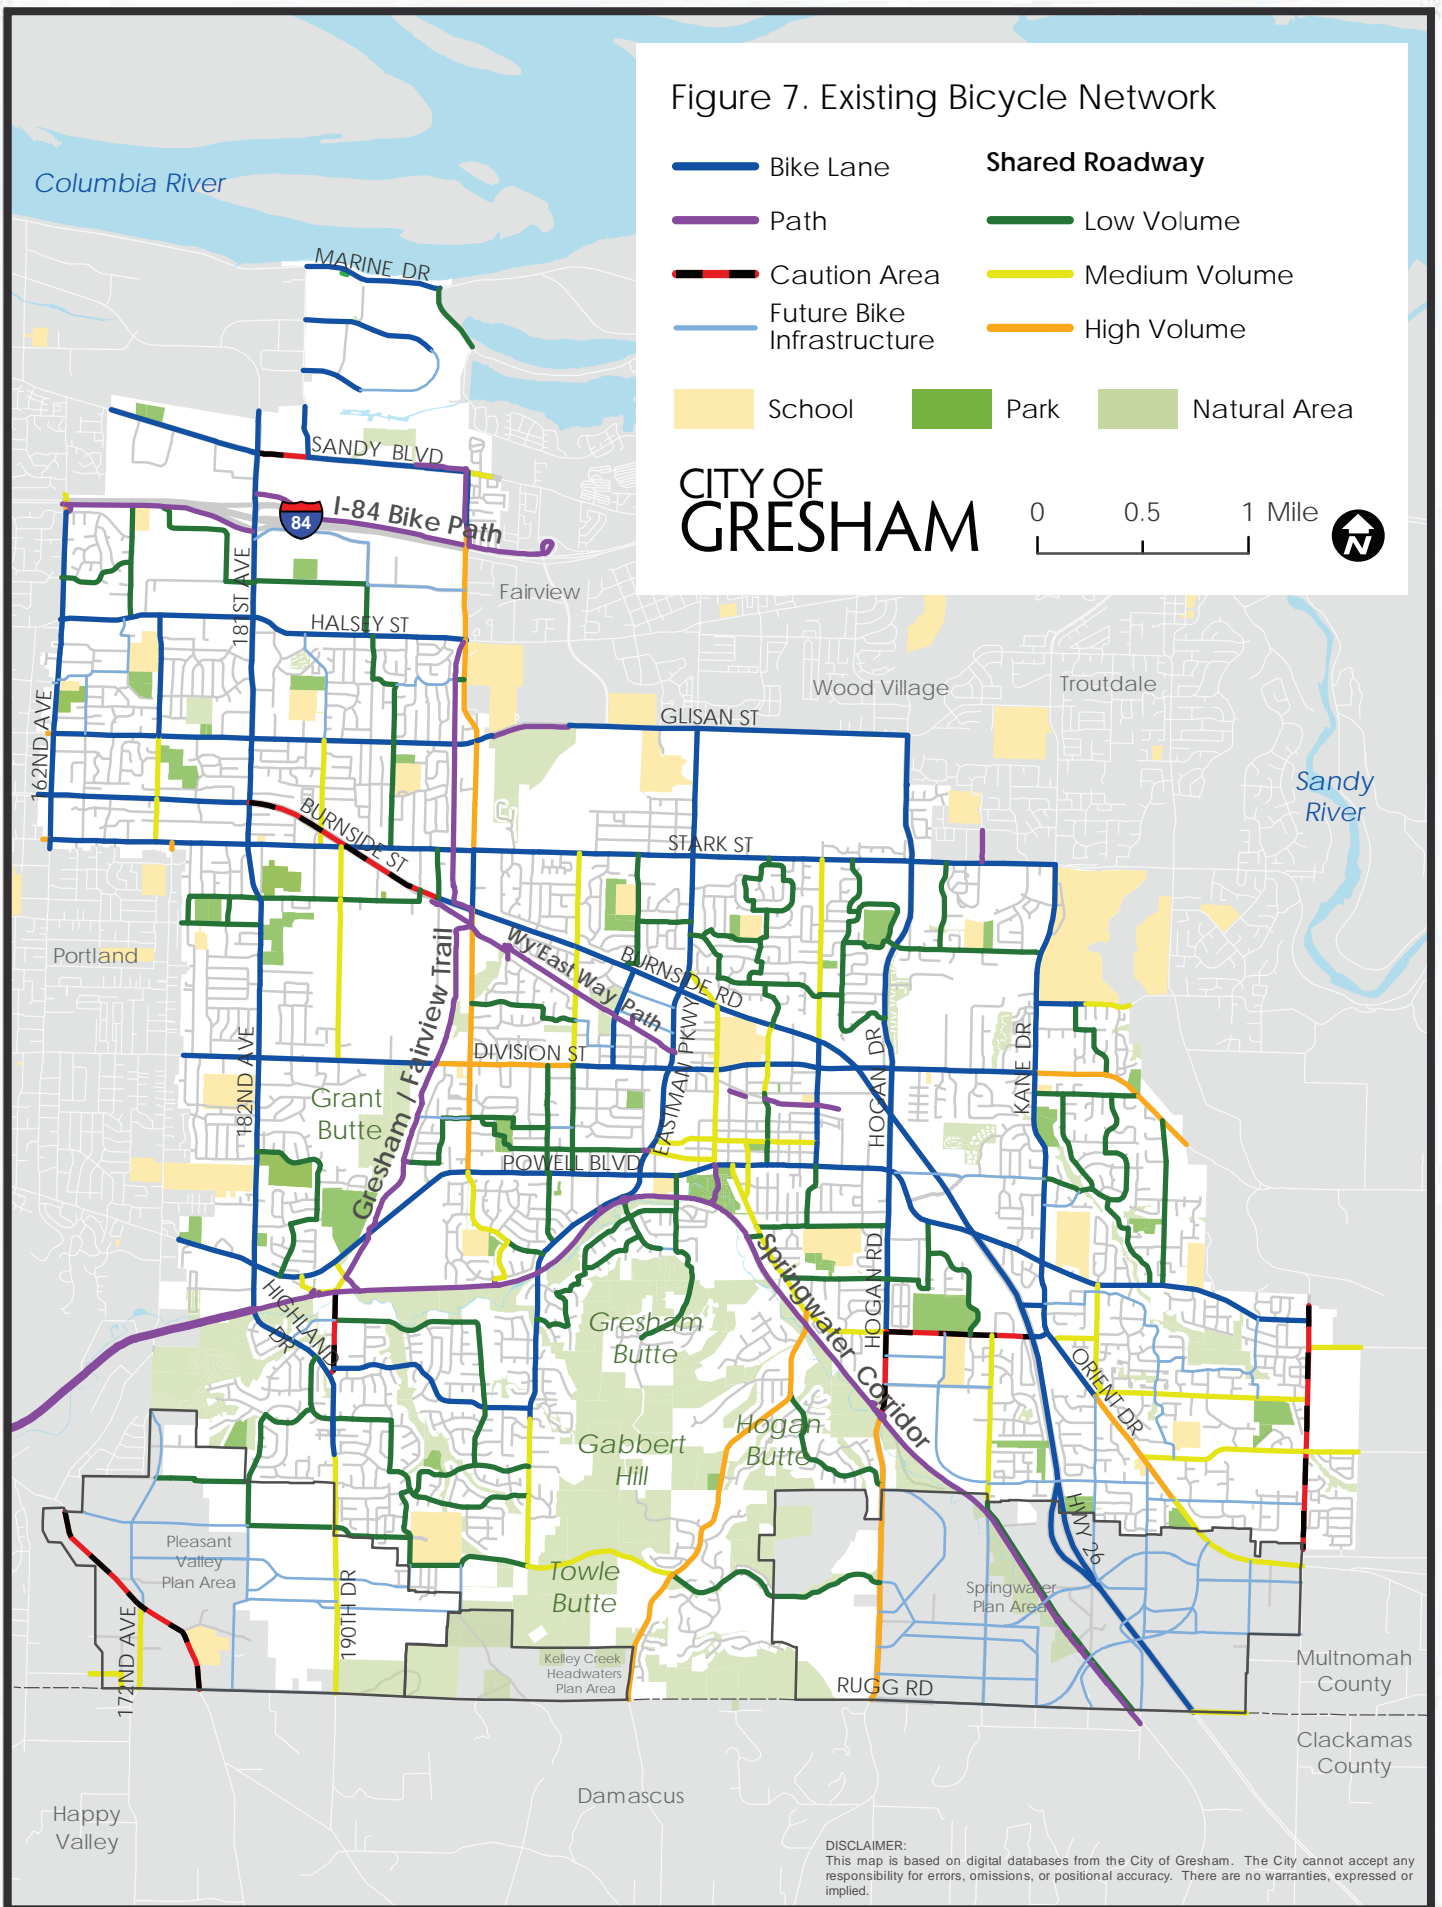 Figure 7. Existing Bicycle Network
Bike Lane
Path
Caution Area
Future Bike
Infrastructure
Shared Roadway
Low Volume
Medium Volume
High Volume
School
Park
Natural Area
CITY OF
GRESHAM
0 0.5 1 Mile
N
Columbia River
MARINE DR
SANDY BLVD
84
I-84 Bike Path
181ST AVE
Fairview
HALSEY ST
162ND AVE
Wood Village
Troutdale
GLISAN ST
Sandy
River
BURNSIDE ST
STARK ST
Portland
Wy'East Way Path
BURNSIDE RD
Gresham / Fairview Trail
182ND AVE
DIVISION ST
EASTMAN PKWY
HOGAN DR
KANE DR
Grant
Butte
POWELL BLVD
Springwater Corridor
HOGAN RD
HIGHLAND
DR
Gresham
Butte
ORIENT DR
Gabbert
Hill
Hogan
Butte
HWY 26
Pleasant
Valley
Plan Area
Towle
Butte
Springwater
Plan Area
190TH DR
172ND AVE
Kelley Creek
Headwaters
Plan Area
RUGG RD
Multnomah
County
Clackamas
County
Damascus
Happy
Valley
DISCLAIMER:
This map is based on digital databases from the City of Gresham. The City cannot accept any
responsibility for errors, omissions, or positional accuracy. There are no warranties, expressed or
implied.